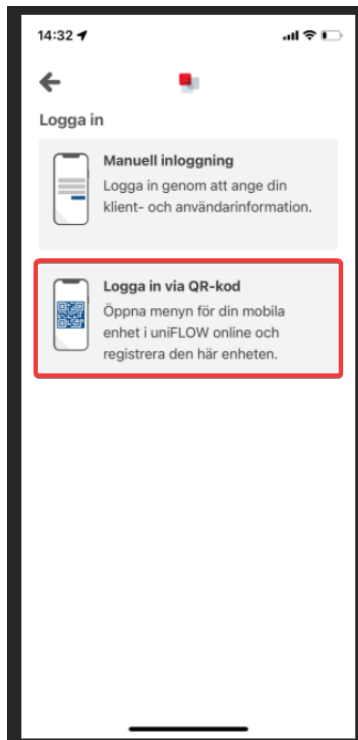 14:32
Logga in
Manuell inloggning
Logga in genom att ange din
klient- och användarinformation.
Logga in via QR-kod
Öppna menyn för din mobila
enhet i uniFLOW online och
registrera den här enheten.